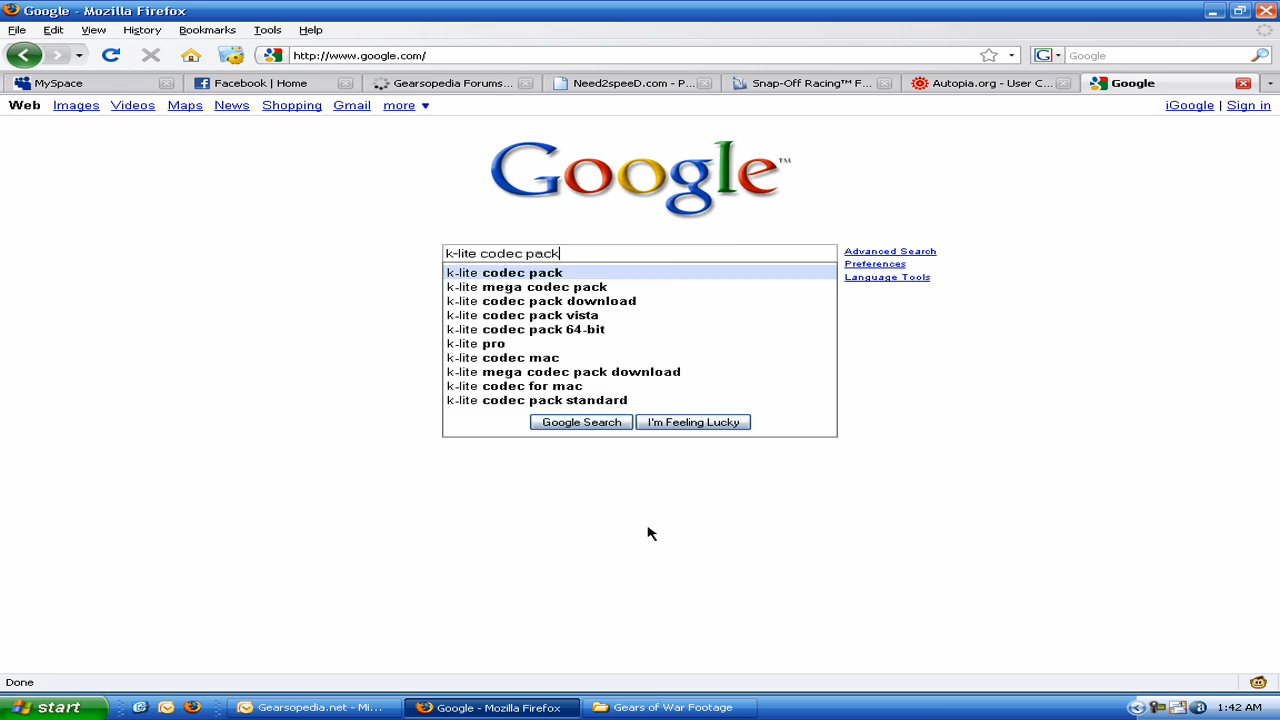 Google - Mozilla Firefox
File Edit View History Bookmarks Tools Help
http://www.google.com/
Google
MySpace
Facebook | Home
Gearsopedia Forums...
Need2speeD.com - P...
Snap-Off Racing™ F...
Autopia.org - User C...
Google
Web Images Videos Maps News Shopping Gmail more ▼
iGoogle | Sign in
Google™
k-lite codec pack
Advanced Search
Preferences
Language Tools
k-lite codec pack
k-lite mega codec pack
k-lite codec pack download
k-lite codec pack vista
k-lite codec pack 64-bit
k-lite pro
k-lite codec mac
k-lite mega codec pack download
k-lite codec for mac
k-lite codec pack standard
Google Search
I'm Feeling Lucky
Done
start
Gearsopedia.net - Mi...
Google - Mozilla Firefox
Gears of War Footage
1:42 AM